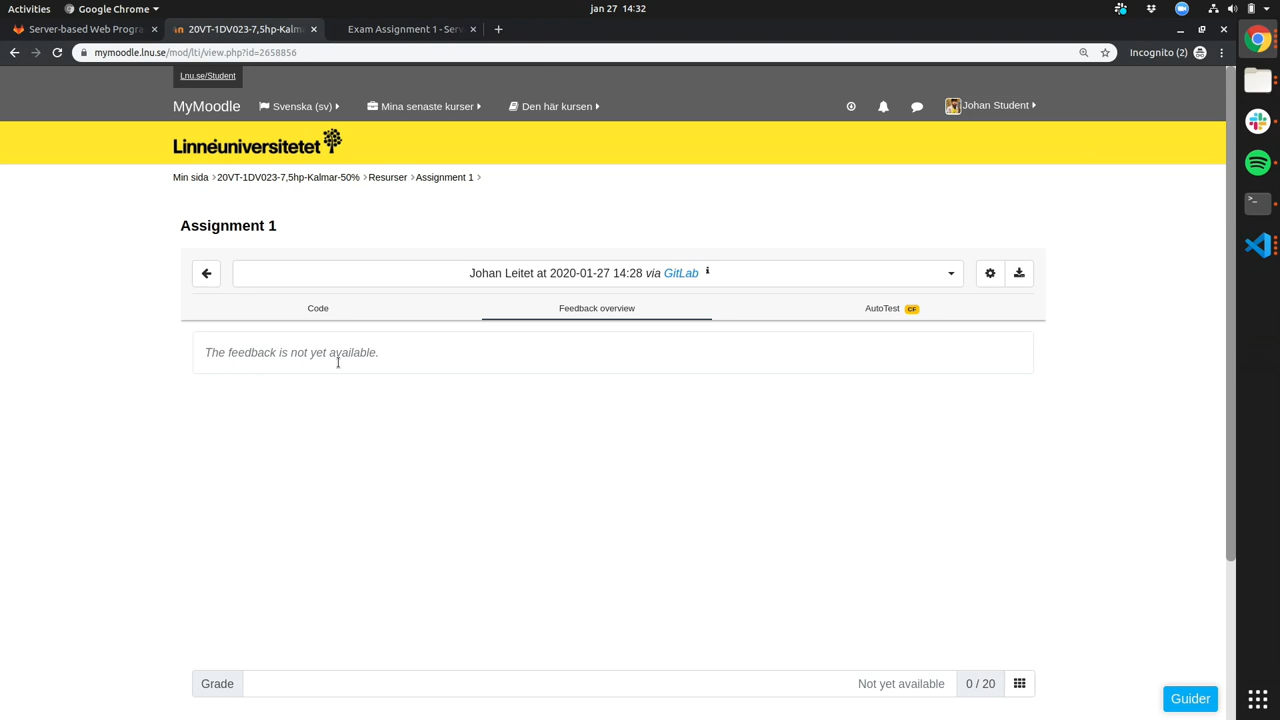 Activities
Google Chrome
jan 27 14:32
Server-based Web Progra
20VT-1DV023-7,5hp-Kalm
Exam Assignment 1 - Serv
mymoodle.lnu.se/mod/lti/view.php?id=2658856
Incognito (2)
Lnu.se/Student
MyMoodle
Svenska (sv)
Mina senaste kurser
Den här kursen
Johan Student
Linnéuniversitetet
Min sida > 20VT-1DV023-7,5hp-Kalmar-50% > Resurser > Assignment 1 >
Assignment 1
Johan Leitet at 2020-01-27 14:28 via GitLab i
Code
Feedback overview
AutoTest CF
The feedback is not yet available.
Grade
Not yet available
0 / 20
Guider